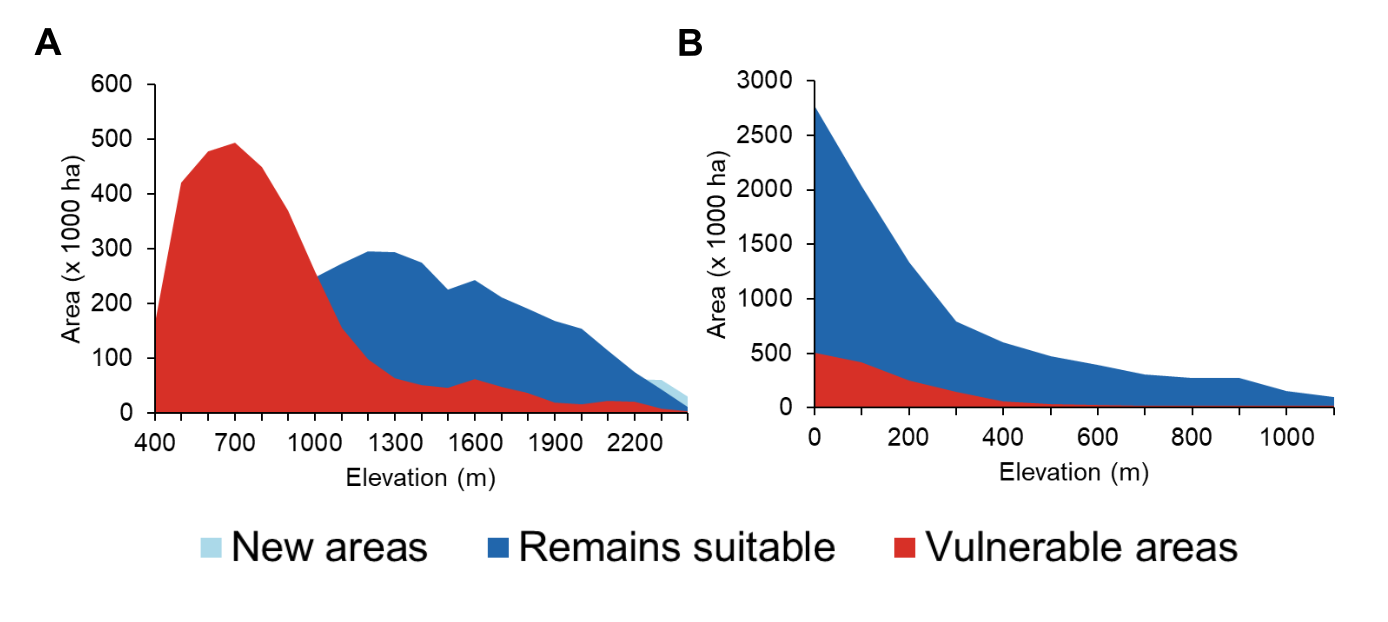 A
600
500
400
300
200
100
0
Area (x 1000 ha)
400 700 1000 1300 1600 1900 2200
Elevation (m)
B
3000
2500
2000
1500
1000
500
0
Area (x 1000 ha)
0 200 400 600 800 1000
Elevation (m)
New areas Remains suitable Vulnerable areas